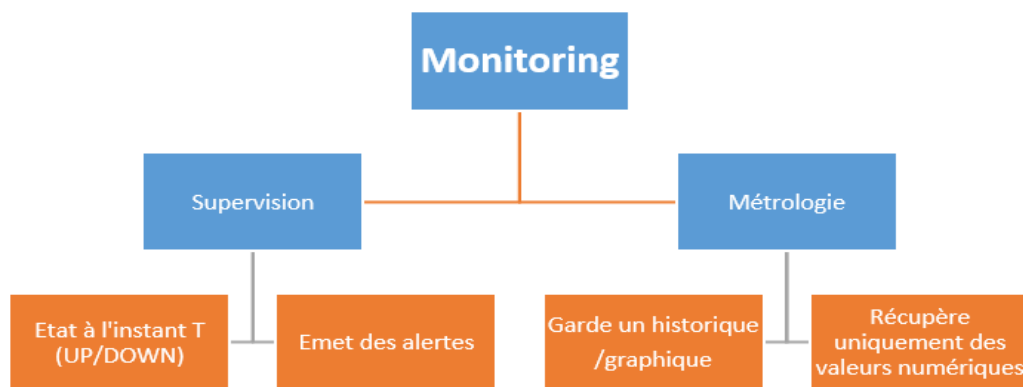 Monitoring
Supervision
Métrologie
Etat à l'instant T
(UP/DOWN)
Emet des alertes
Garde un historique
/graphique
Récupère
uniquement des
valeurs numériques